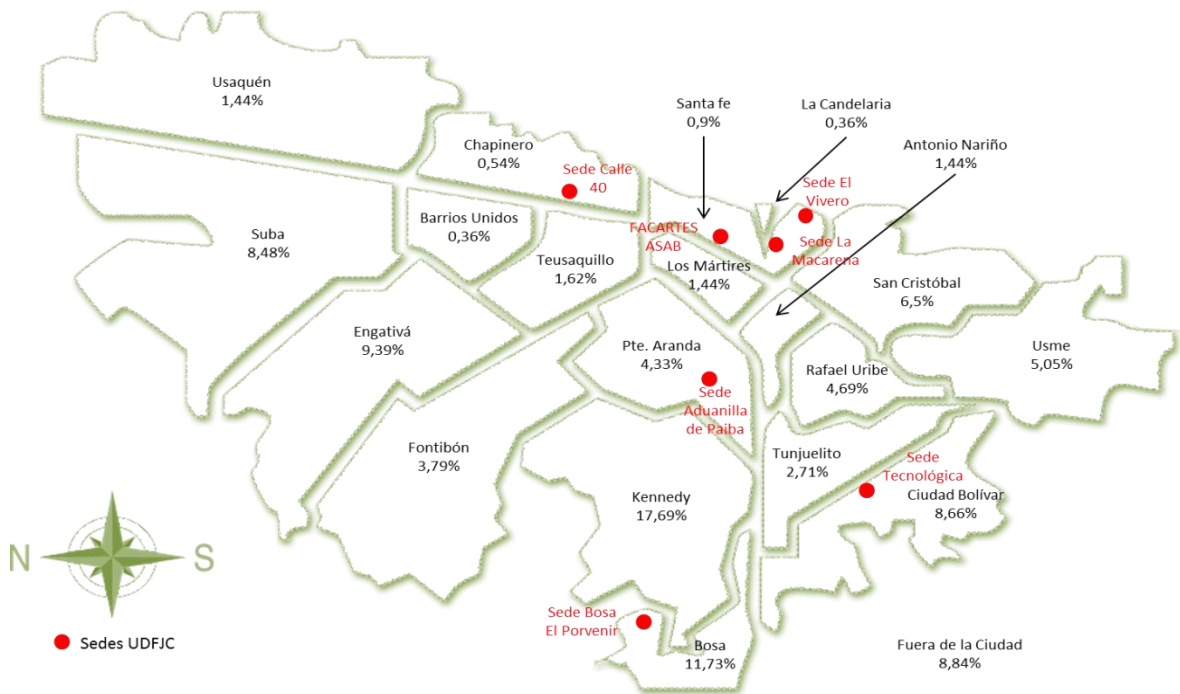 Usaquén
1,44%
Chapinero
0,54%
Sede Calle
40
Santa fe
0,9%
La Candelaria
0,36%
Antonio Nariño
1,44%
Sede El
Vivero
Suba
8,48%
Barrios Unidos
0,36%
Teusaquillo
1,62%
FACARTES
ASAB
Los Mártires
1,44%
Sede La
Macarena
San Cristóbal
6,5%
Engativá
9,39%
Pte. Aranda
4,33%
Sede
Aduanilla
de Paiba
Rafael Uribe
4,69%
Usme
5,05%
Fontibón
3,79%
Kennedy
17,69%
Tunjuelito
2,71%
Sede
Tecnológica
Ciudad Bolívar
8,66%
N S
Sedes UDFJC
Sede Bosa
El Porvenir
Bosa
11,73%
Fuera de la Ciudad
8,84%